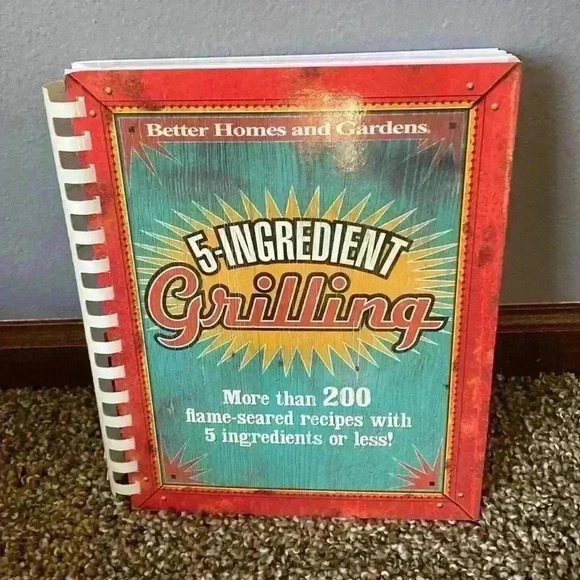 Better Homes and Gardens®
5-INGREDIENT
Grilling
More than 200
flame-seared recipes with
5 ingredients or less!